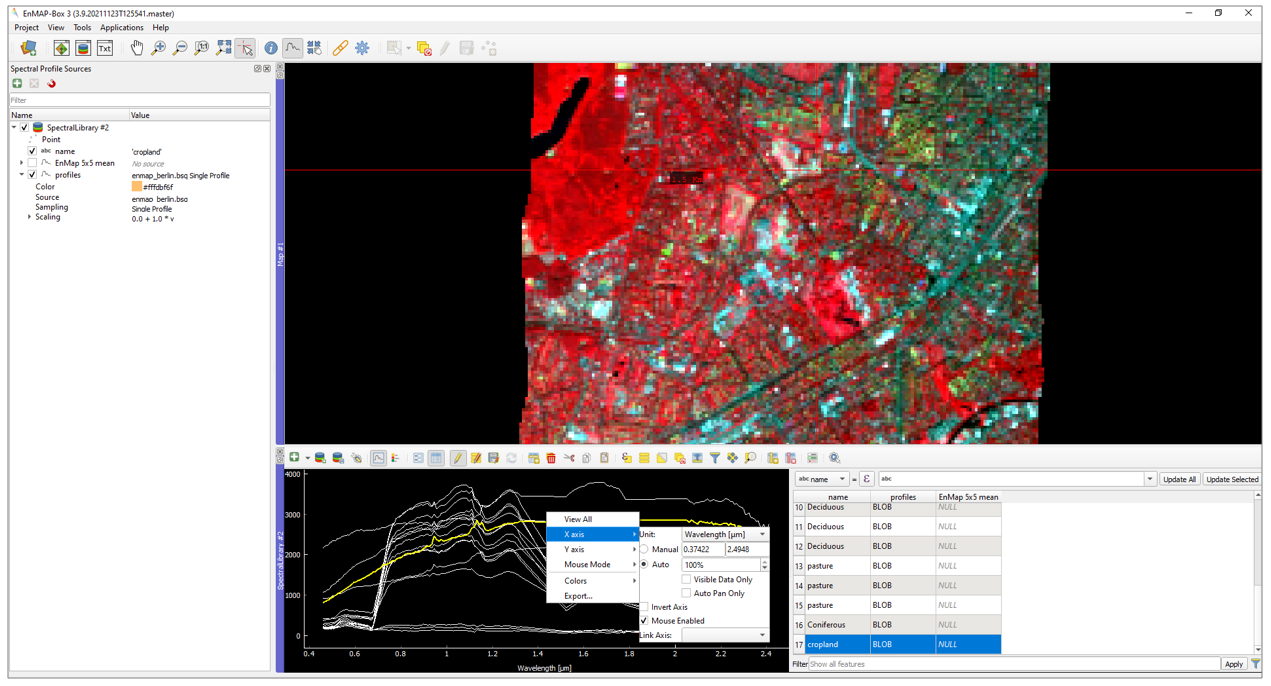 EnMAP-Box 3 (3.9.20211123T125541.master)
Project View Tools Applications Help
Txt
1:1
Spectral Profile Sources
Filter
Name Value
SpectralLibrary #2
Point
abc name 'cropland'
EnMap 5x5 mean No source
profiles enmap_berlin.bsq Single Profile
Color #fffdbf6f
Source enmap_berlin.bsq
Sampling Single Profile
Scaling 0.0 + 1.0 * v
Map #1
SpectralLibrary #2
4000
3000
2000
1000
0
0.4 0.6 0.8 1 1.2 1.4 1.6 1.8 2 2.2 2.4
Wavelength [µm]
View All
X axis
Y axis
Mouse Mode
Colors
Export...
Unit: Wavelength [µm]
Manual 0.37422 2.4948
Auto 100%
Visible Data Only
Auto Pan Only
Invert Axis
Mouse Enabled
Link Axis:
abc name = ε abc Update All Update Selected
name profiles EnMap 5x5 mean
10 Deciduous BLOB NULL
11 Deciduous BLOB NULL
12 Deciduous BLOB NULL
13 pasture BLOB NULL
14 pasture BLOB NULL
15 pasture BLOB NULL
16 Coniferous BLOB NULL
17 cropland BLOB NULL
Filter Show all features Apply